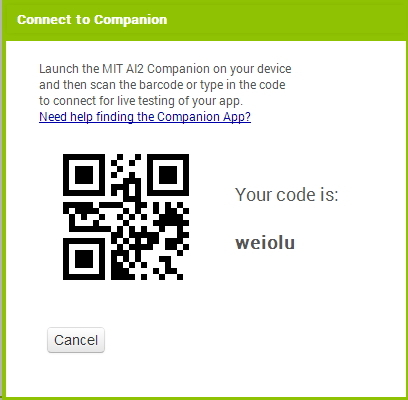 Connect to Companion
Launch the MIT AI2 Companion on your device
and then scan the barcode or type in the code
to connect for live testing of your app.
Need help finding the Companion App?
Your code is:
weiolu
Cancel